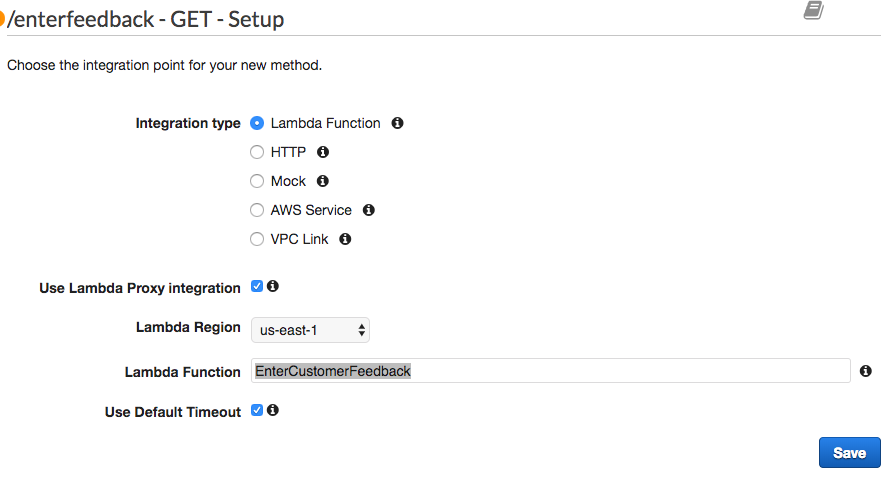 /enterfeedback - GET - Setup
Choose the integration point for your new method.
Integration type Lambda Function
HTTP
Mock
AWS Service
VPC Link
Use Lambda Proxy integration
Lambda Region us-east-1
Lambda Function EnterCustomerFeedback
Use Default Timeout
Save